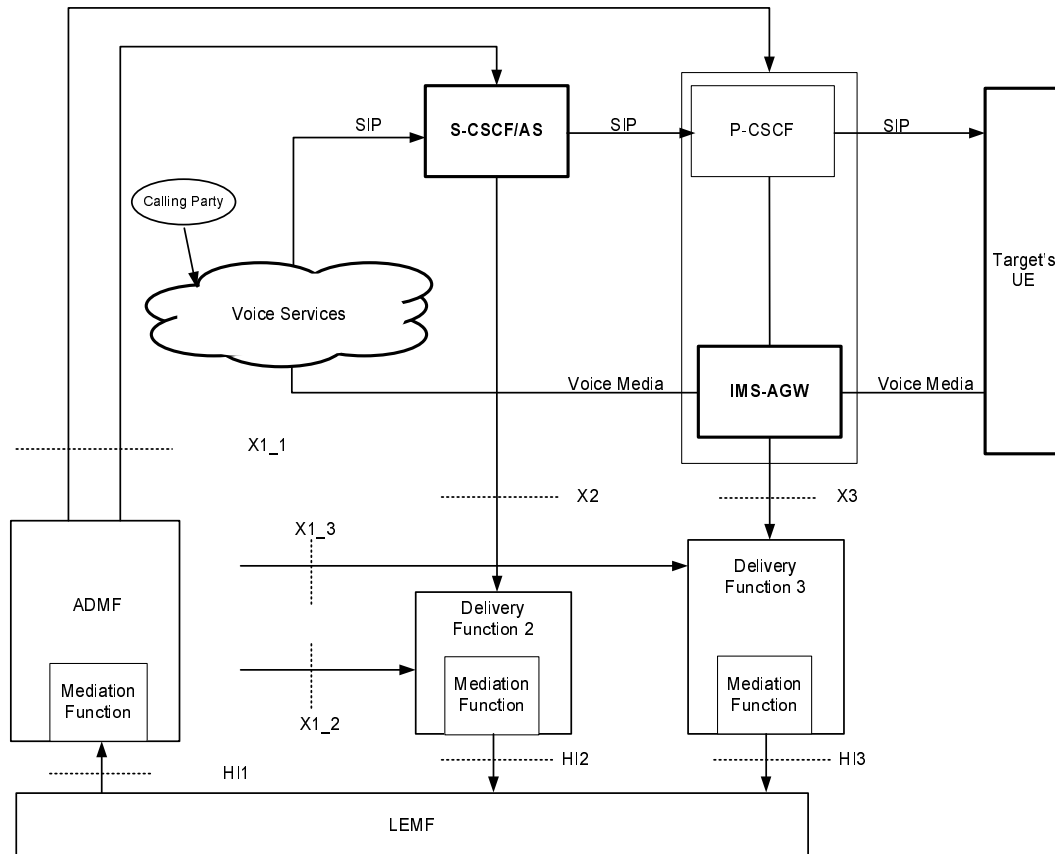 SIP
S-CSCF/AS
SIP
P-CSCF
SIP
Calling Party
Voice Services
Target's
UE
Voice Media
IMS-AGW
Voice Media
X1_1
X2
X3
X1_3
ADMF
Delivery
Function 2
Delivery
Function 3
Mediation
Function
Mediation
Function
Mediation
Function
X1_2
HI1
HI2
HI3
LEMF